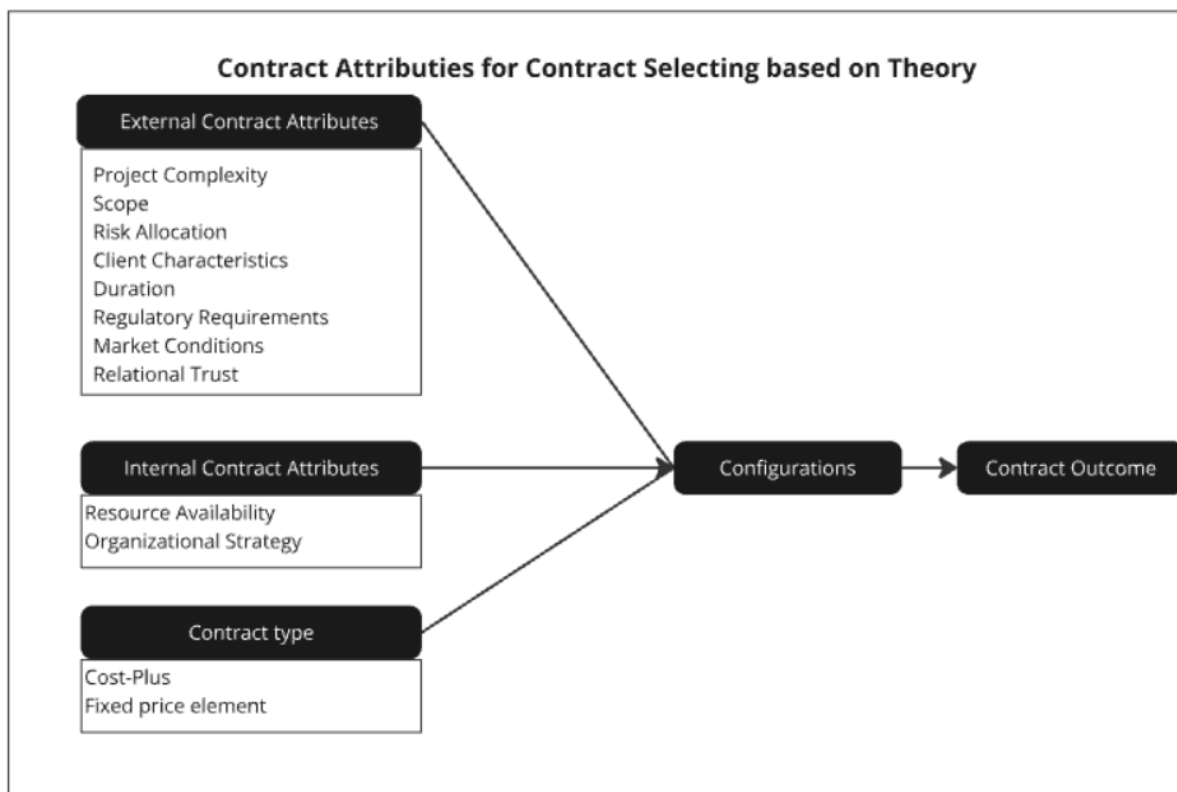 Contract Attributies for Contract Selecting based on Theory
External Contract Attributes
Project Complexity
Scope
Risk Allocation
Client Characteristics
Duration
Regulatory Requirements
Market Conditions
Relational Trust
Internal Contract Attributes
Resource Availability
Organizational Strategy
Contract type
Cost-Plus
Fixed price element
Configurations
Contract Outcome